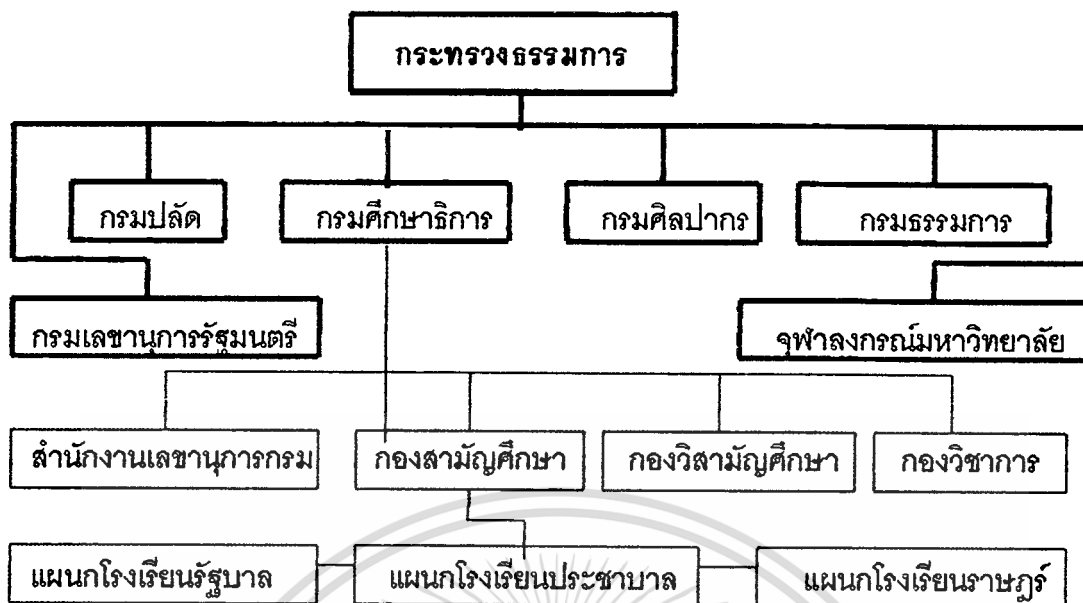 กระทรวงธรรมการ
กรมปลัด กรมศึกษาธิการ กรมศิลปากร กรมธรรมการ
กรมเลขานุการรัฐมนตรี จุฬาลงกรณ์มหาวิทยาลัย
สำนักงานเลขานุการกรม กองสามัญศึกษา กองวิสามัญศึกษา กองวิชาการ
แผนกโรงเรียนรัฐบาล แผนกโรงเรียนประชาบาล แผนกโรงเรียนราษฎร์